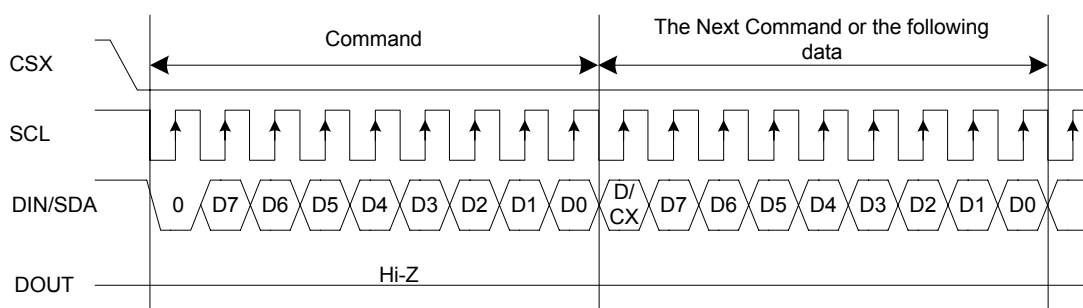 Command
The Next Command or the following
data
CSX
SCL
DIN/SDA
0 D7 D6 D5 D4 D3 D2 D1 D0 D/
CX D7 D6 D5 D4 D3 D2 D1 D0
Hi-Z
DOUT